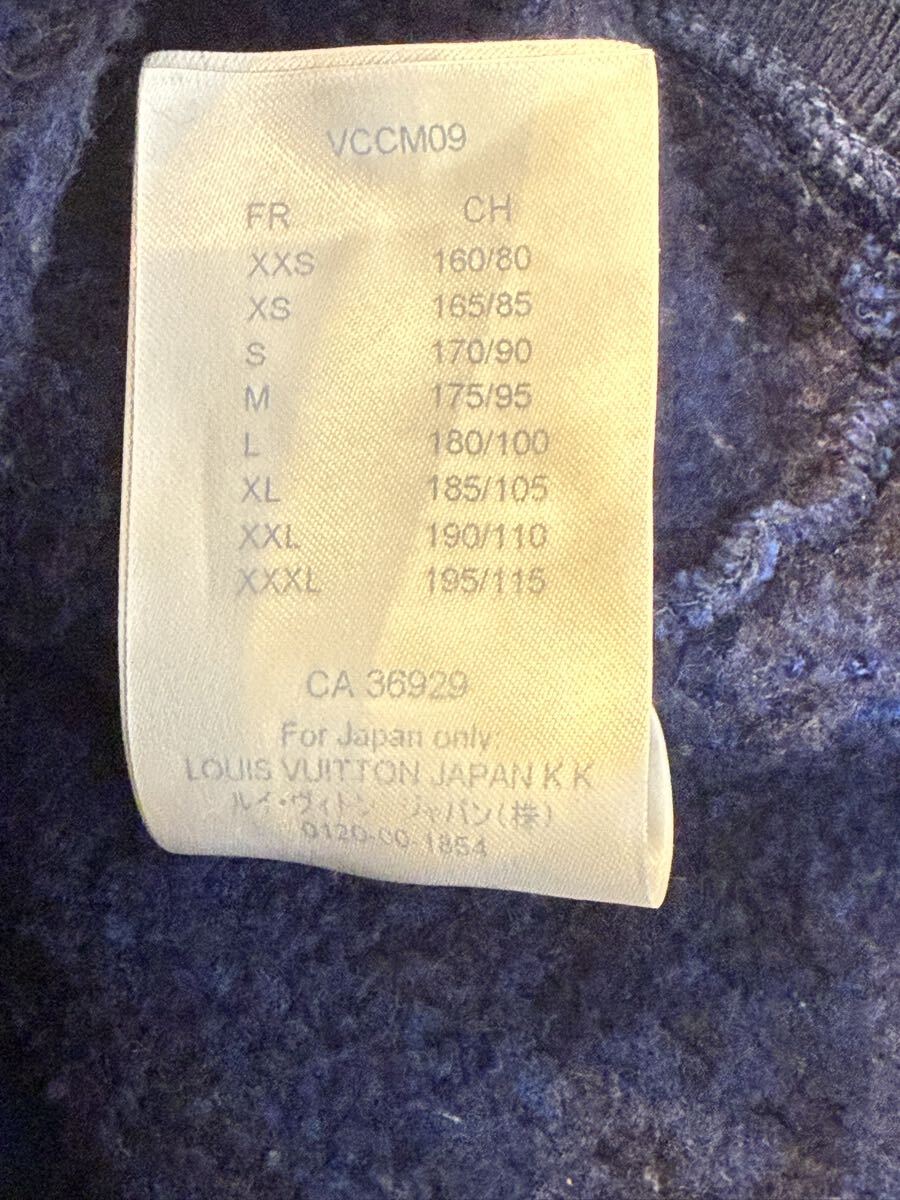 VCCM09
FR CH
XXS 160/80
XS 165/85
S 170/90
M 175/95
L 180/100
XL 185/105
XXL 190/110
XXXL 195/115
CA 36929
For Japan only:
LOUIS VUITTON JAPAN K K
ルイ・ヴィトン ジャパン(株)
0120-00-1854